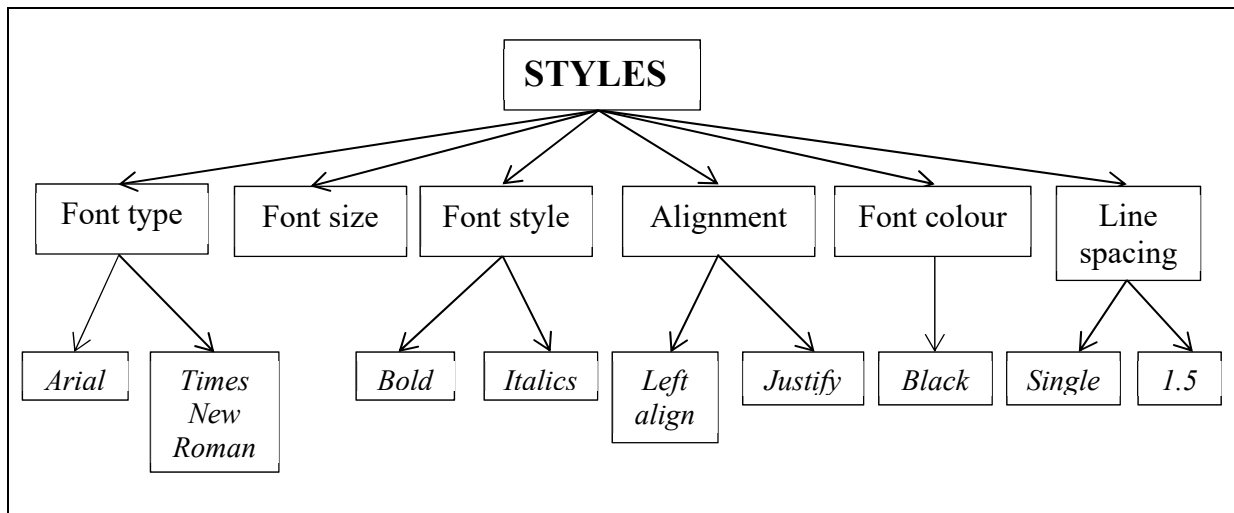 STYLES
Font type
Font size
Font style
Alignment
Font colour
Line
spacing
Arial
Times
New
Roman
Bold
Italics
Left
align
Justify
Black
Single
1.5